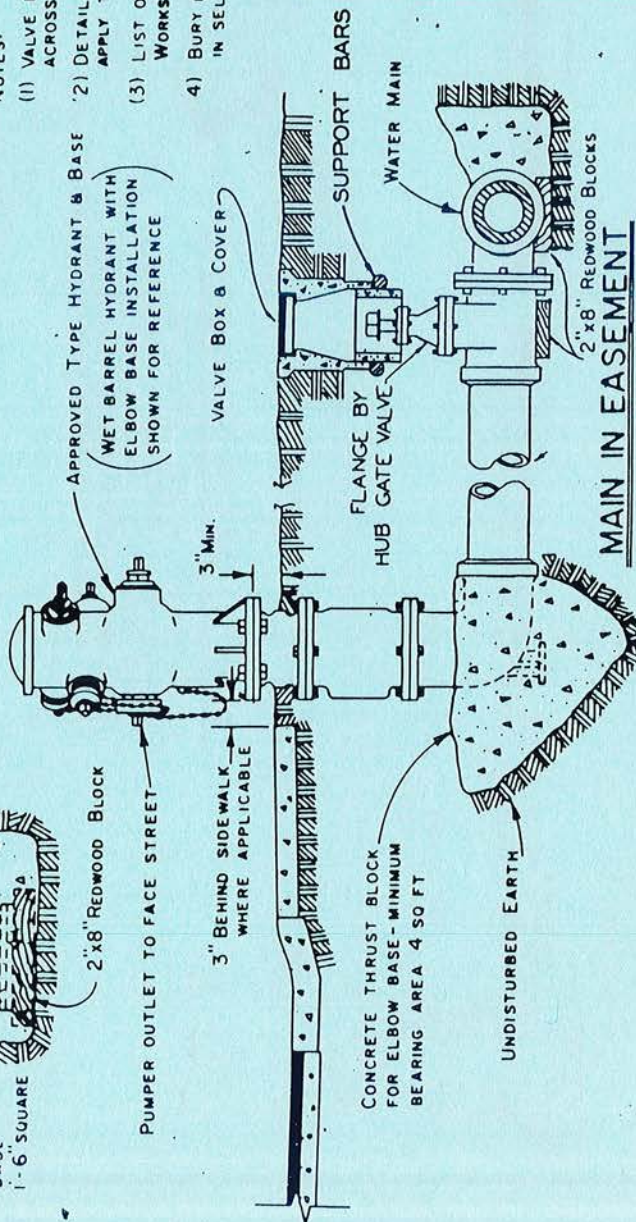 NOTES:
(1) VALVE
ACROSS
2) DETAIL
APPLY
(3) LIST O
WORKS
4) BURY
IN SEL
1'-6" SQUARE
2"x8" REDWOOD BLOCK
APPROVED TYPE HYDRANT & BASE
(WET BARREL HYDRANT WITH
ELBOW BASE INSTALLATION
SHOWN FOR REFERENCE)
PUMPER OUTLET TO FACE STREET
3" MIN.
VALVE BOX & COVER
3" BEHIND SIDEWALK
WHERE APPLICABLE
SUPPORT BARS
FLANGE BY
HUB GATE VALVE
WATER MAIN
CONCRETE THRUST BLOCK
FOR ELBOW BASE-MINIMUM
BEARING AREA 4 SQ FT
UNDISTURBED EARTH
2"x8" REDWOOD BLOCKS
MAIN IN EASEMENT